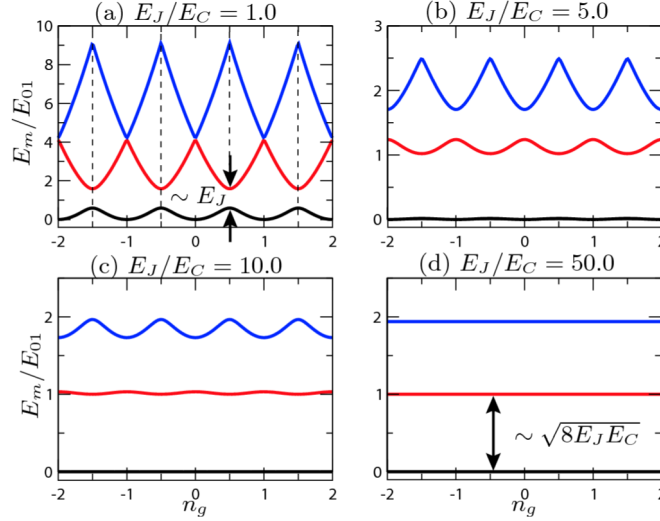 (a) E_J/E_C = 1.0
(b) E_J/E_C = 5.0
E_m/E_01
10
8
6
4
2
0
∼ E_J
-2 -1 0 1 2
3
2
1
0
-2 -1 0 1 2
(c) E_J/E_C = 10.0
(d) E_J/E_C = 50.0
E_m/E_01
2
1
0
-2 -1 0 1 2
n_g
2
1
0
∼ √8E_J E_C
-2 -1 0 1 2
n_g